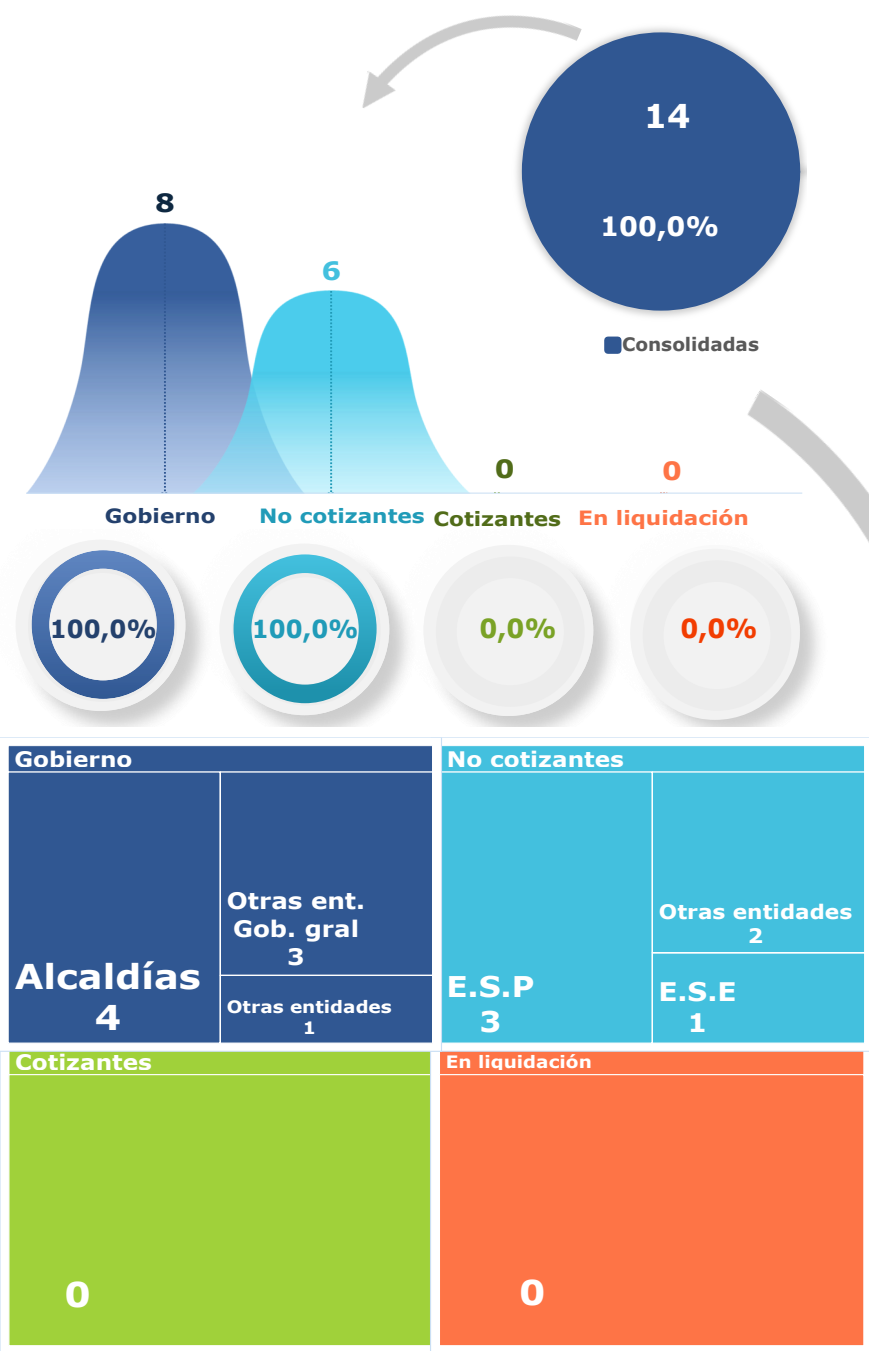 14
100,0%
Consolidadas
8
6
0
0
Gobierno
No cotizantes
Cotizantes
En liquidación
100,0%
100,0%
0,0%
0,0%
Gobierno
Alcaldías
4
Otras ent.
Gob. gral
3
Otras entidades
1
No cotizantes
E.S.P
3
Otras entidades
2
E.S.E
1
Cotizantes
0
En liquidación
0